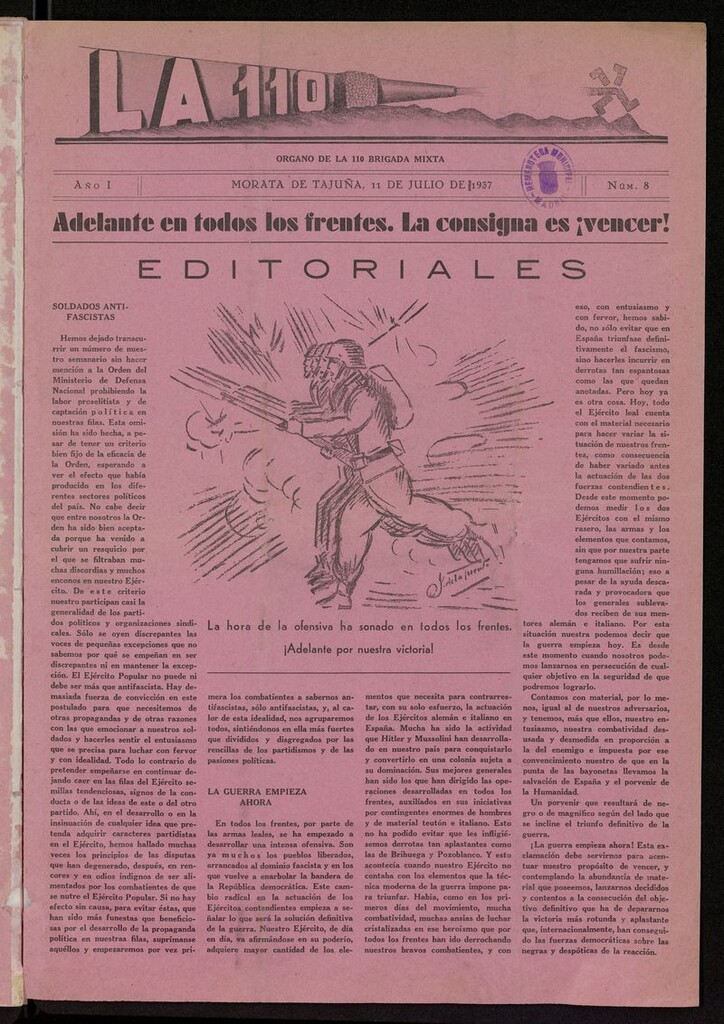 LA 110
ORGANO DE LA 110 BRIGADA MIXTA
HEMEROTECA MUNICIPAL
MADRID
AÑO I
MORATA DE TAJUÑA, 11 DE JULIO DE 1937
NUM. 8
Adelante en todos los frentes. La consigna es ¡vencer!
EDITORIALES
SOLDADOS ANTI-
FASCISTAS
Hemos dejado transcu-
rrir un número de nues-
tro semanario sin hacer
mención a la Orden del
Ministerio de Defensa
Nacional prohibiendo la
labor proselitista y de
captación política en
nuestras filas. Esta omi-
sión ha sido hecha, a pe-
sar de tener un criterio
bien fijo de la eficacia de
la Orden, esperando a
ver el efecto que había
producido en los dife-
rentes sectores políticos
del país. No cabe decir
que entre nosotros la Or-
den ha sido bien acepta-
da porque ha venido a
cubrir un resquicio por
el que se filtraban mu-
chas discordias y muchos
enconos en nuestro Ejér-
cito. De este criterio
nuestro participan casi la
generalidad de los parti-
dos políticos y organizaciones sindi-
cales. Sólo se oyen discrepantes las
voces de pequeñas excepciones que no
sabemos por qué se empeñan en ser
discrepantes ni en mantener la excep-
ción. El Ejército Popular no puede ni
debe ser más que antifascista. Hay de-
masiada fuerza de convicción en este
postulado para que necesitemos de
otras propagandas y de otras razones
con las que emocionar a nuestros sol-
dados y hacerles sentir el entusiasmo
que se precisa para luchar con fervor
y con idealidad. Todo lo contrario de
pretender empeñarse en continuar de-
jando caer en las filas del Ejército se-
millas tendenciosas, signos de la con-
ducta o de las ideas de este o del otro
partido. Ahí, en el desarrollo o en la
insinuación de cualquier idea que pre-
tenda adquirir caracteres partidistas
en el Ejército, hemos hallado muchas
veces los principios de las disputas
que han degenerado, después, en ren-
cores y en odios indignos de ser ali-
mentados por los combatientes de que
se nutre el Ejército Popular. Si no hay
efecto sin causa, para evitar éstas, que
han sido más funestas que beneficio-
sas por el desarrollo de la propaganda
política en nuestras filas, suprímanse
aquéllos y empezaremos por vez pri-
La hora de la ofensiva ha sonado en todos los frentes.
¡Adelante por nuestra victoria!
mera los combatientes a sabernos an-
tifascistas, sólo antifascistas, y, al ca-
lor de esta idealidad, nos agruparemos
todos, sintiéndonos en ella más fuertes
que divididos y disgregados por las
rencillas de los partidismos y de las
pasiones políticas.
LA GUERRA EMPIEZA
AHORA
En todos los frentes, por parte de
las armas leales, se ha empezado a
desarrollar una intensa ofensiva. Son
ya muchos los pueblos liberados,
arrancados al dominio fascista y en los
que vuelve a enarbolar la bandera de
la República democrática. Este cam-
bio radical en la actuación de los
Ejércitos contendientes empieza a se-
ñalar lo que será la solución definitiva
de la guerra. Nuestro Ejército, de día
en día, va afirmándose en su poderío,
adquiere mayor cantidad de los ele-
mentos que necesita para contrarres-
tar, con su solo esfuerzo, la actuación
de los Ejércitos alemán e italiano en
España. Mucha ha sido la actividad
que Hitler y Mussolini han desarrolla-
do en nuestro país para conquistarlo
y convertirlo en una colonia sujeta a
su dominación. Sus mejores generales
han sido los que han dirigido las ope-
raciones desarrolladas en todos los
frentes, auxiliados en sus iniciativas
por contingentes enormes de hombres
y de material teutón e italiano. Esto
no ha podido evitar que les infligié-
semos derrotas tan aplastantes como
las de Brihuega y Pozoblanco. Y esto
acontecía cuando nuestro Ejército no
contaba con los elementos que la téc-
nica moderna de la guerra impone pa-
ra triunfar. Había, como en los prime-
ros días del movimiento, mucha
combatividad, muchas ansias de luchar
cristalizadas en ese heroísmo que por
todos los frentes han ido derrochando
nuestros bravos combatientes, y con
eso, con entusiasmo y
con fervor, hemos sabi-
do, no sólo evitar que en
España triunfase defini-
tivamente el fascismo,
sino hacerles incurrir en
derrotas tan espantosas
como las que quedan
anotadas. Pero hoy ya
es otra cosa. Hoy, todo
el Ejército leal cuenta
con el material necesario
para hacer variar la si-
tuación de nuestros fren-
tes, como consecuencia
de haber variado antes
la actuación de las dos
fuerzas contendientes.
Desde este momento po-
demos medir los dos
Ejércitos con el mismo
rasero, las armas y los
elementos que contamos,
sin que por nuestra parte
tengamos que sufrir nin-
guna humillación; eso a
pesar de la ayuda desca-
rada y provocadora que
los generales subleva-
dos reciben de sus men-
tores alemán e italiano. Por esta
situación nuestra podemos decir que
la guerra empieza hoy. Es desde
este momento cuando nosotros pode-
mos lanzarnos en persecución de cual-
quier objetivo en la seguridad de que
podremos lograrlo.
Contamos con material, por lo me-
nos, igual al de nuestros adversarios,
y tenemos, más que ellos, nuestro en-
tusiasmo, nuestra combatividad desu-
sada y desmedida en proporción a
la del enemigo e impuesta por ese
convencimiento nuestro de que en la
punta de las bayonetas llevamos la
salvación de España y el porvenir de
la Humanidad.
Un porvenir que resultará de ne-
gro o de magnífico según del lado que
se incline el triunfo definitivo de la
guerra.
¡La guerra empieza ahora! Esta ex-
clamación debe servirnos para acen-
tuar nuestro propósito de vencer, y
contemplando la abundancia de mate-
rial que poseemos, lanzarnos decididos
y contentos a la consecución del obje-
tivo definitivo que ha de depararnos
la victoria más rotunda y aplastante
que, internacionalmente, han consegui-
do las fuerzas democráticas sobre las
negras y despóticas de la reacción.